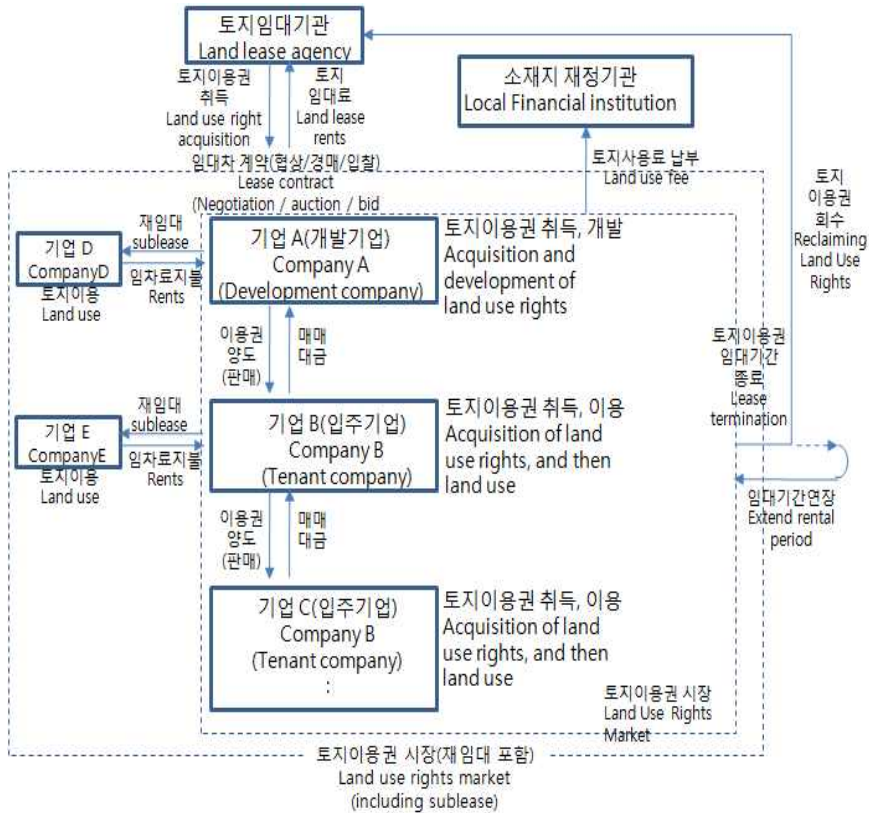 토지임대기관
Land lease agency
소재지 재정기관
Local Financial institution
토지이용권
취득
Land use right
acquisition
토지
임대료
Land lease
rents
임대차 계약(협상/경매/입찰)
Lease contract
(Negotiation / auction / bid
토지사용료 납부
Land use fee
토지
이용권
회수
Reclaiming
Land Use
Rights
기업 D
CompanyD
토지이용
Land use
재임대
sublease
임차료지불
Rents
기업 A(개발기업)
Company A
(Development company)
토지이용권 취득, 개발
Acquisition and
development of
land use rights
이용권
양도
(판매)
매매
대금
토지이용권
임대기간
종료
Lease
termination
기업 E
CompanyE
토지이용
Land use
재임대
sublease
임차료지불
Rents
기업 B(입주기업)
Company B
(Tenant company)
토지이용권 취득, 이용
Acquisition of land
use rights, and then
land use
임대기간연장
Extend rental
period
이용권
양도
(판매)
매매
대금
기업 C(입주기업)
Company B
(Tenant company)
:
토지이용권 취득, 이용
Acquisition of land
use rights, and then
land use
토지이용권 시장
Land Use Rights
Market
토지이용권 시장(재임대 포함)
Land use rights market
(including sublease)